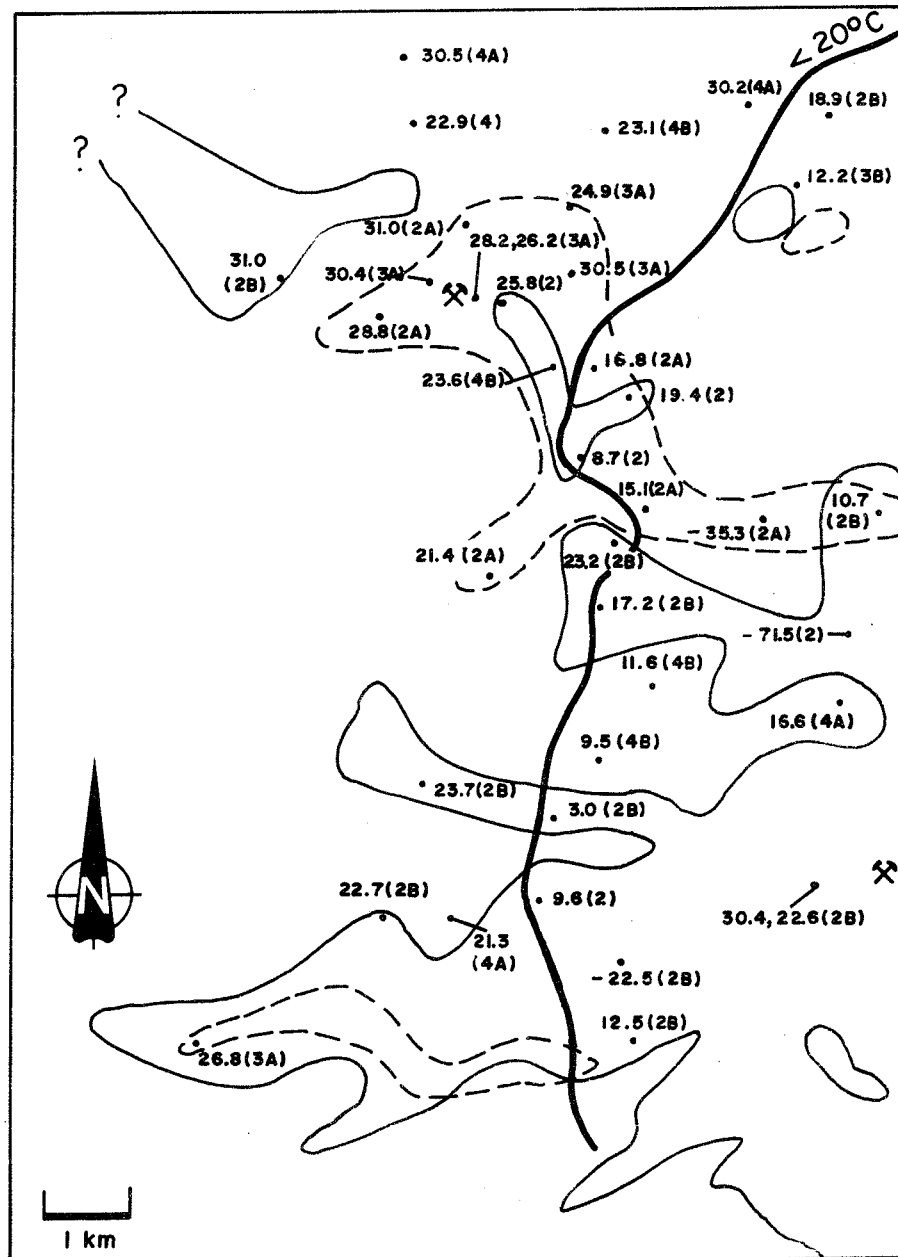 < 20°C
30.5 (4A)
30.2(4A)
18.9 (2B)
22.9 (4)
23.1 (4B)
?
?
12.2 (3B)
24.9(3A)
31.0(2A)
28.2, 26.2(3A)
31.0
(2B)
30.4(3A)
30.5 (3A)
25.8(2)
28.8(2A)
16.8(2A)
23.6(4B)
19.4 (2)
8.7(2)
15.1(2A)
10.7
(2B)
-35.3(2A)
21.4 (2A)
23.2 (2B)
17.2 (2B)
-71.5(2)
11.6(4B)
16.6(4A)
9.5(4B)
23.7(2B)
3.0 (2B)
N
22.7(2B)
9.6(2)
30.4, 22.6(2B)
21.3
(4A)
-22.5(2B)
12.5(2B)
26.8(3A)
1 km